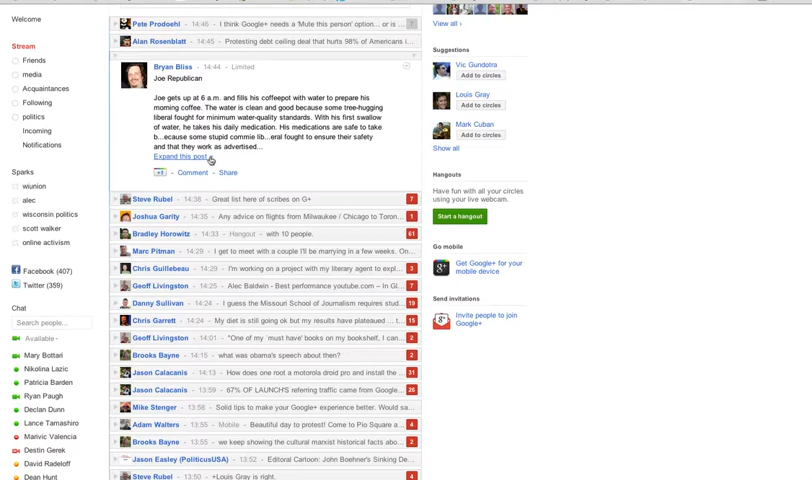 Welcome
Stream
Friends
media
Acquaintances
Following
politics
Incoming
Notifications
Sparks
wiunion
alec
wisconsin politics
scott walker
online activism
Facebook (407)
Twitter (359)
Chat
Search people...
Available
Mary Bottari
Nikolina Lazic
Patricia Barden
Ryan Paugh
Declan Dunn
Lance Tamashiro
Marivic Valencia
Destin Gerek
David Radeloff
Dean Hunt
Pete Prodoehl - 14:46 - I think Google+ needs a 'Mute this person' option... or is ... 7
Alan Rosenblatt - 14:45 - Protesting debt ceiling deal that hurts 98% of Americans i...
Bryan Bliss - 14:44 - Limited
Joe Republican
Joe gets up at 6 a.m. and fills his coffeepot with water to prepare his
morning coffee. The water is clean and good because some tree-hugging
liberal fought for minimum water-quality standards. With his first swallow
of water, he takes his daily medication. His medications are safe to take
b...ecause some stupid commie lib...eral fought to ensure their safety
and that they work as advertised...
Expand this post
+1 - Comment - Share
Steve Rubel - 14:38 - Great list here of scribes on G+ 7
Joshua Garity - 14:35 - Any advice on flights from Milwaukee / Chicago to Toron... 1
Bradley Horowitz - 14:33 - Hangout - with 10 people. 61
Marc Pitman - 14:29 - I get to meet with a couple I'll be marrying in a few weeks. On...
Chris Guillebeau - 14:29 - I'm working on a project with my literary agent to expl... 3
Geoff Livingston - 14:28 - Alec Baldwin - Best performance youtube.com – In Gl... 7
Danny Sullivan - 14:24 - I guess the Missouri School of Journalism requires stud... 19
Chris Garrett - 14:24 - My diet is still going ok but my results have plateaued ... t... 15
Geoff Livingston - 14:01 - "One of my 'must have' books on my bookshelf, I can... 2
Brooks Bayne - 14:15 - what was obama's speech about then? 2
Jason Calacanis - 14:13 - How does one root a motorola droid pro and install the ... 31
Jason Calacanis - 13:59 - 67% OF LAUNCH'S referring traffic came from Google... 26
Mike Stenger - 13:58 - Solid tips to make your Google+ experience better. Would sa...
Adam Walters - 13:55 - Mobile - Beautiful day to protest! Come to Pio Square a... 4
Brooks Bayne - 13:55 - we keep showing the cultural marxist historical facts abo... 2
Jason Easley (PoliticusUSA) - 13:52 - Editorial Cartoon: John Boehner's Sinking De...
Steve Rubel - 13:50 - +Louis Gray is right. 4
View all ›
Suggestions
Vic Gundotra
Add to circles
Louis Gray
Add to circles
Mark Cuban
Add to circles
Show all
Hangouts
Have fun with all your circles
using your live webcam.
Start a hangout
Go mobile
Get Google+ for your
mobile device
Send invitations
Invite people to join
Google+